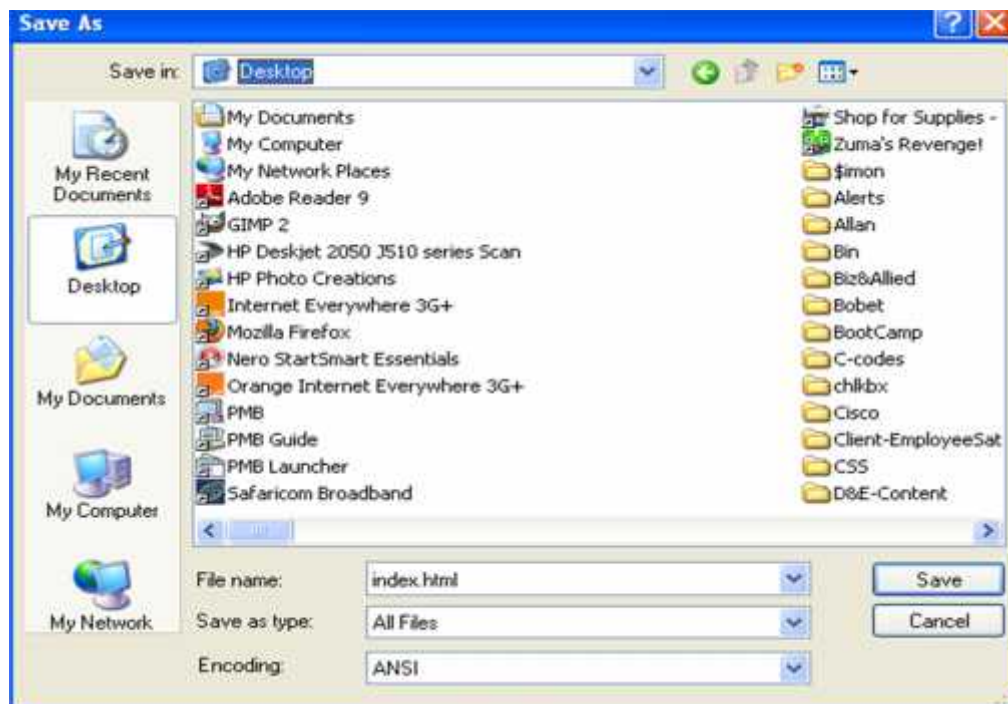 Save As
Save in:
Desktop
My Recent
Documents
Desktop
My Documents
My Computer
My Network
My Documents
My Computer
My Network Places
Adobe Reader 9
GIMP 2
HP Deskjet 2050 J510 series Scan
HP Photo Creations
Internet Everywhere 3G+
Mozilla Firefox
Nero StartSmart Essentials
Orange Internet Everywhere 3G+
PMB
PMB Guide
PMB Launcher
Safaricom Broadband
Shop for Supplies -
Zuma's Revenge!
$imon
Alerts
Allan
Bin
Biz&Allied
Bobet
BootCamp
C-codes
chlkbx
Cisco
Client-EmployeeSat
CSS
D&E-Content
File name:
index.html
Save
Save as type:
All Files
Cancel
Encoding:
ANSI